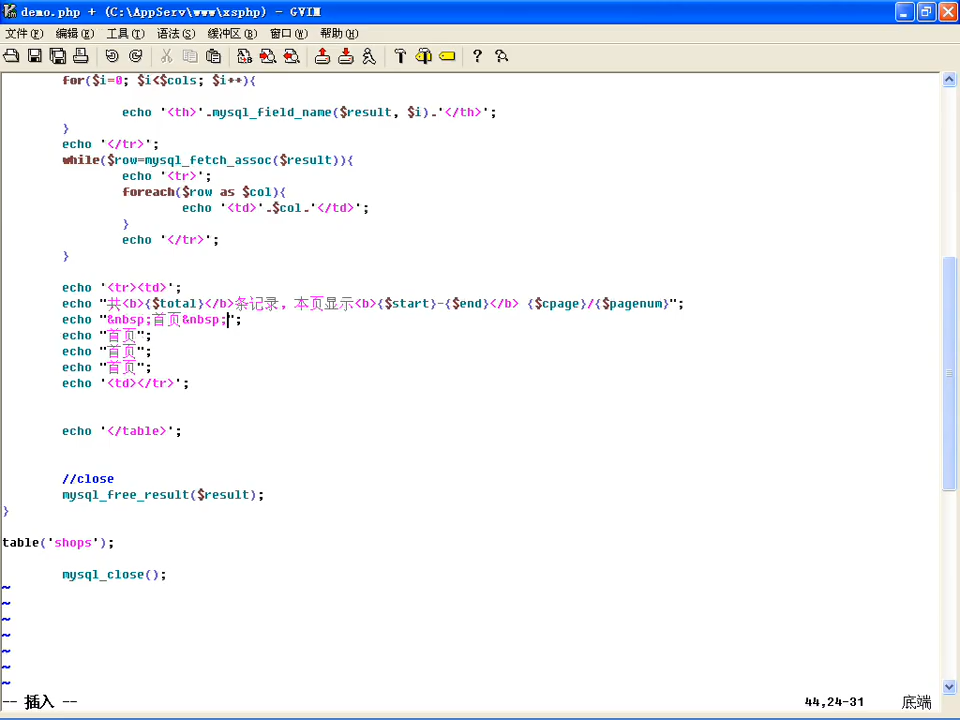 demo.php + (C:\AppServ\www\xsphp) - GVIM
文件(F) 编辑(E) 工具(T) 语法(S) 缓冲区(B) 窗口(W) 帮助(H)
for($i=0; $i<$cols; $i++){
echo '<th>'.mysql_field_name($result, $i).'</th>';
}
echo '</tr>';
while($row=mysql_fetch_assoc($result)){
echo '<tr>';
foreach($row as $col){
echo '<td>'.$col.'</td>';
}
echo '</tr>';
}
echo '<tr><td>';
echo "共<b>{$total}</b>条记录，本页显示<b>{$start}-{$end}</b> {$cpage}/{$pagenum}";
echo "&nbsp;首页&nbsp;";
echo "首页";
echo "首页";
echo "首页";
echo '<td></tr>';
echo '</table>';
//close
mysql_free_result($result);
}
table('shops');
mysql_close();
~
~
~
~
~
~
~
-- 插入 -- 44,24-31 底端